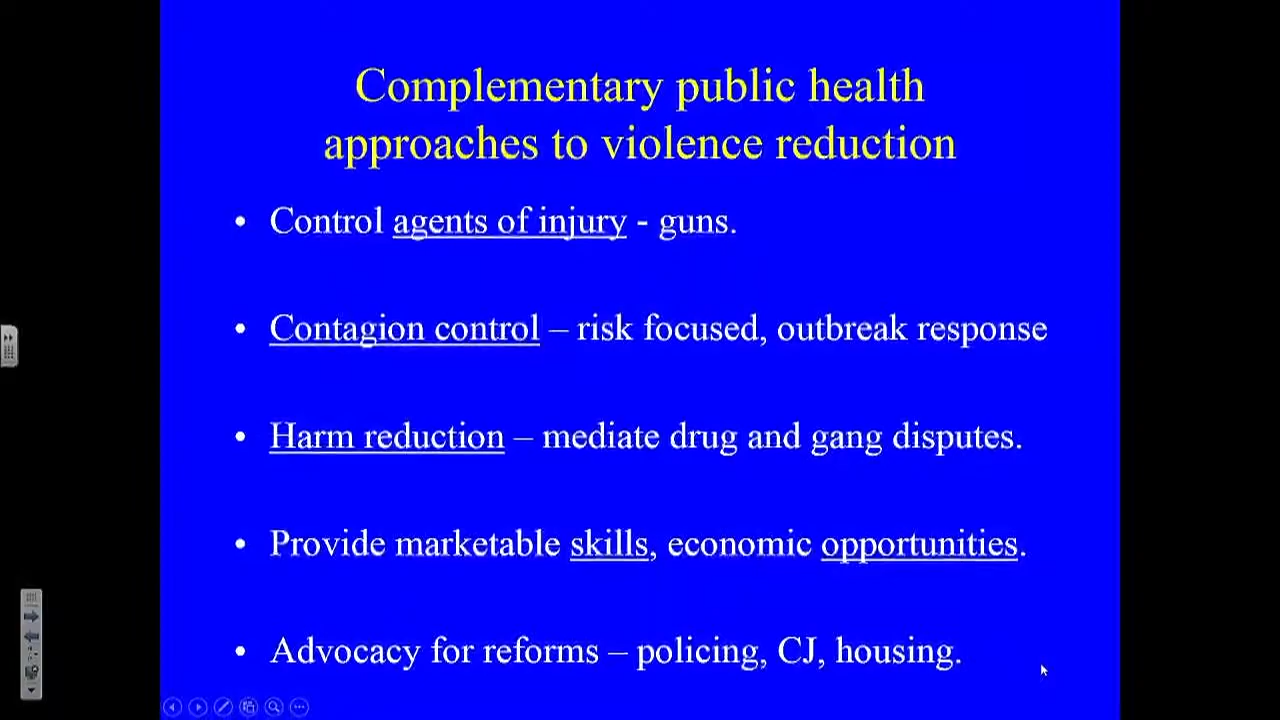 Complementary public health
approaches to violence reduction
• Control agents of injury - guns.
• Contagion control – risk focused, outbreak response
• Harm reduction – mediate drug and gang disputes.
• Provide marketable skills, economic opportunities.
• Advocacy for reforms – policing, CJ, housing.